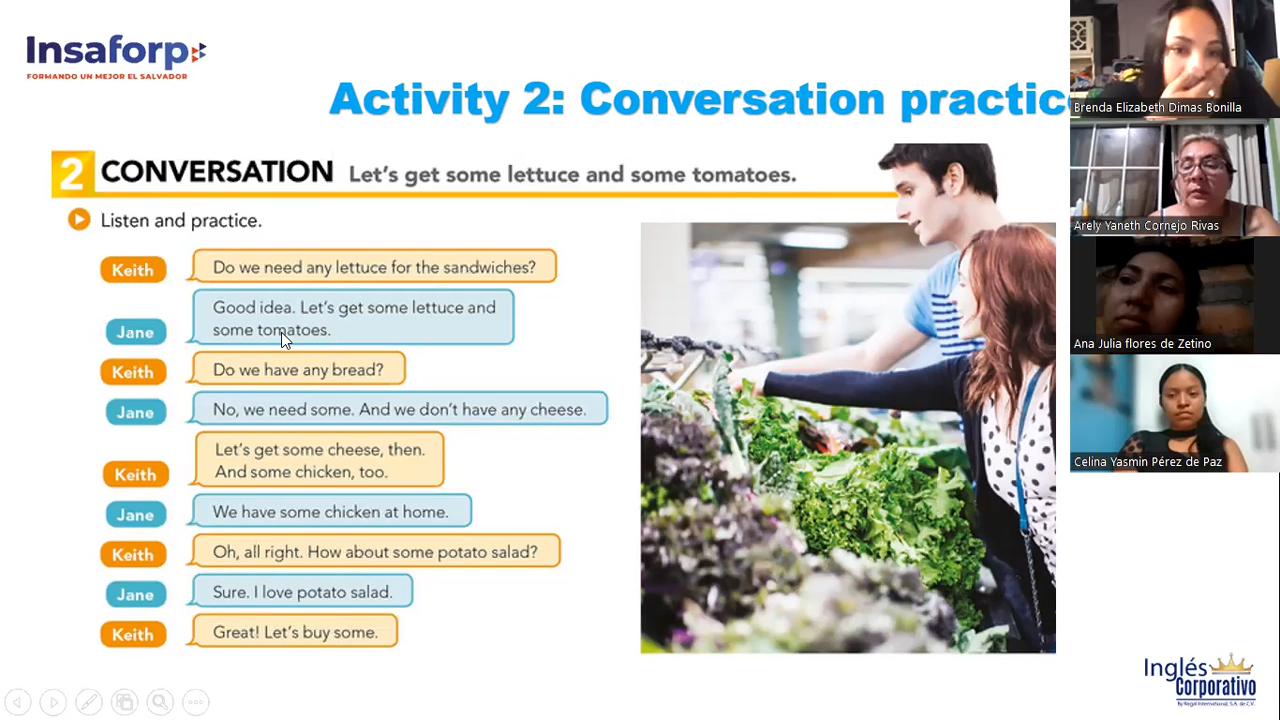 Insaforp
FORMANDO UN MEJOR EL SALVADOR
Activity 2: Conversation practic
2 CONVERSATION Let's get some lettuce and some tomatoes.
Listen and practice.
Keith Do we need any lettuce for the sandwiches?
Good idea. Let's get some lettuce and
Jane some tomatoes.
Keith Do we have any bread?
Jane No, we need some. And we don't have any cheese.
Let's get some cheese, then.
Keith And some chicken, too.
Jane We have some chicken at home.
Keith Oh, all right. How about some potato salad?
Jane Sure. I love potato salad.
Keith Great! Let's buy some.
Brenda Elizabeth Dimas Bonilla
Arely Yaneth Cornejo Rivas
Ana Julia flores de Zetino
Celina Yasmin Pérez de Paz
Inglés
Corporativo
By Regal International, S.A. de C.V.